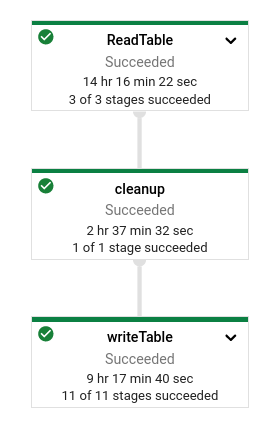 ReadTable
Succeeded
14 hr 16 min 22 sec
3 of 3 stages succeeded
cleanup
Succeeded
2 hr 37 min 32 sec
1 of 1 stage succeeded
writeTable
Succeeded
9 hr 17 min 40 sec
11 of 11 stages succeeded